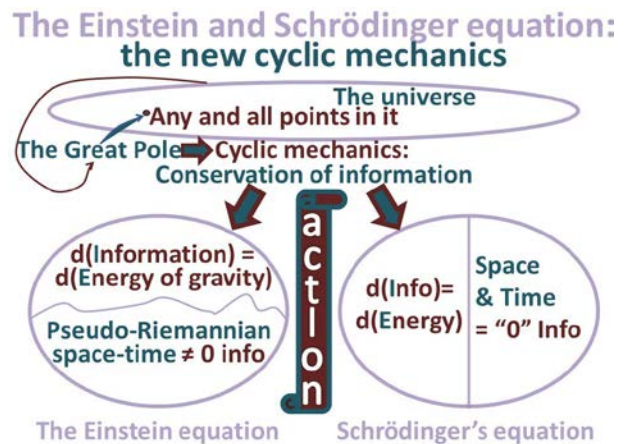 The Einstein and Schrödinger equation:
the new cyclic mechanics
The universe
Any and all points in it
The Great Pole Cyclic mechanics:
Conservation of information
d(Information) =
d(Energy of gravity)
Pseudo-Riemannian
space-time ≠ 0 info
action
d(Info)=
d(Energy)
Space
& Time
= “0” Info
The Einstein equation
Schrödinger’s equation